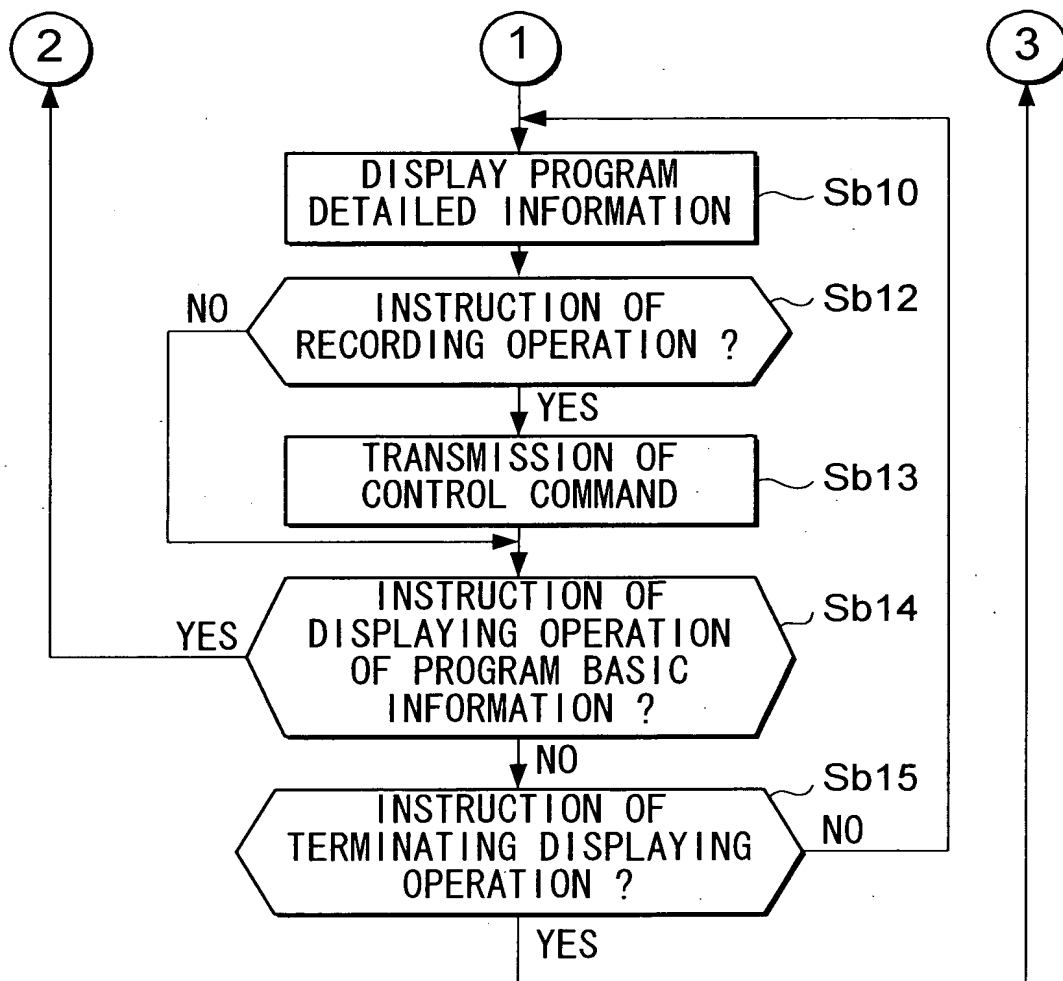 2
1
3
DISPLAY PROGRAM
DETAILED INFORMATION
Sb10
NO
INSTRUCTION OF
RECORDING OPERATION ?
Sb12
YES
TRANSMISSION OF
CONTROL COMMAND
Sb13
YES
INSTRUCTION OF
DISPLAYING OPERATION
OF PROGRAM BASIC
INFORMATION ?
Sb14
NO
INSTRUCTION OF
TERMINATING DISPLAYING
OPERATION ?
Sb15
NO
YES